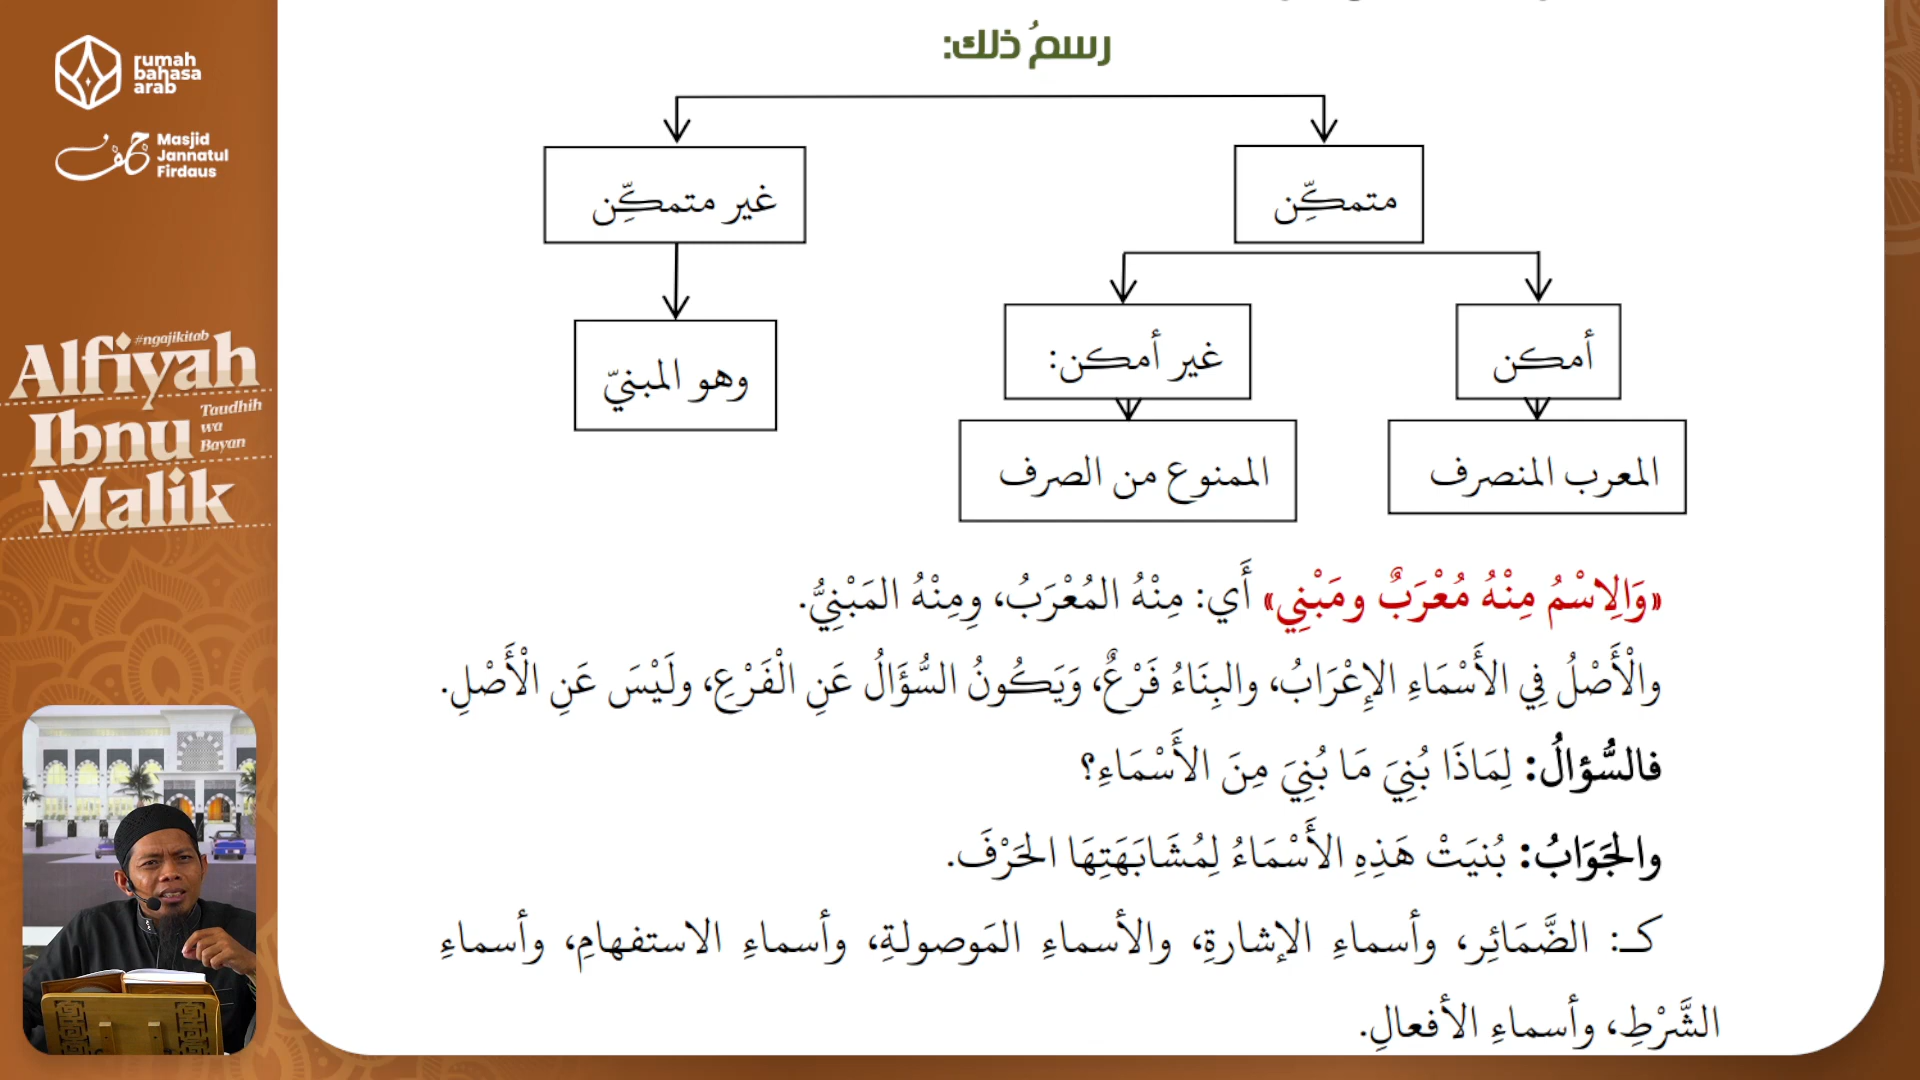 rumah
bahasa
arab
Masjid
Jannatul
Firdaus
#ngajikitab
Alfiyah
Ibnu
Taudhih
wa
Bayan
Malik
رسمُ ذلك:
متمكِّن
غير متمكِّن
أمكن
غير أمكن:
وهو المبنيّ
المعرب المنصرف
الممنوع من الصرف
«وَالِاسْمُ مِنْهُ مُعْرَبٌ ومَبْنِي» أَي: مِنْهُ المُعْرَبُ، وِمِنْهُ المَبْنِيُّ.
والْأَصْلُ فِي الأَسْمَاءِ الإِعْرَابُ، والبِنَاءُ فَرْعٌ، وَيَكُونُ السُّؤَالُ عَنِ الْفَرْعِ، ولَيْسَ عَنِ الْأَصْلِ.
فالسُّؤالُ: لِمَاذَا بُنِيَ مَا بُنِيَ مِنَ الأَسْمَاءِ؟
والجَوَابُ: بُنيَتْ هَذِهِ الأَسْمَاءُ لِمُشَابَهَتِهَا الحَرْفَ.
كـ: الضَّمَائِر، وأسماءِ الإشارةِ، والأسماءِ المَوصولةِ، وأسماءِ الاستفهامِ، وأسماءِ
الشَّرْطِ، وأسماءِ الأفعالِ.